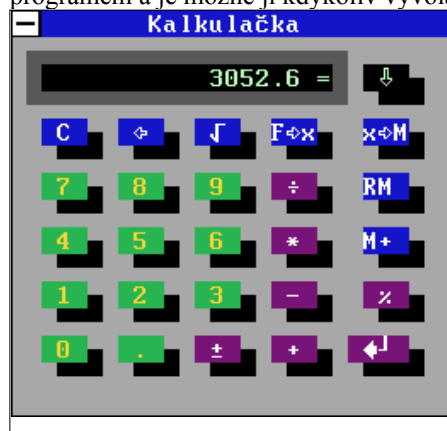 programem a je možné ji kdykoliv vyvola
Kalkulačka
3052.6 = ⇩
C ⇦ √ F⇨x x⇨M
7 8 9 ÷ RM
4 5 6 * M+
1 2 3 - %
0 . ± + ↵